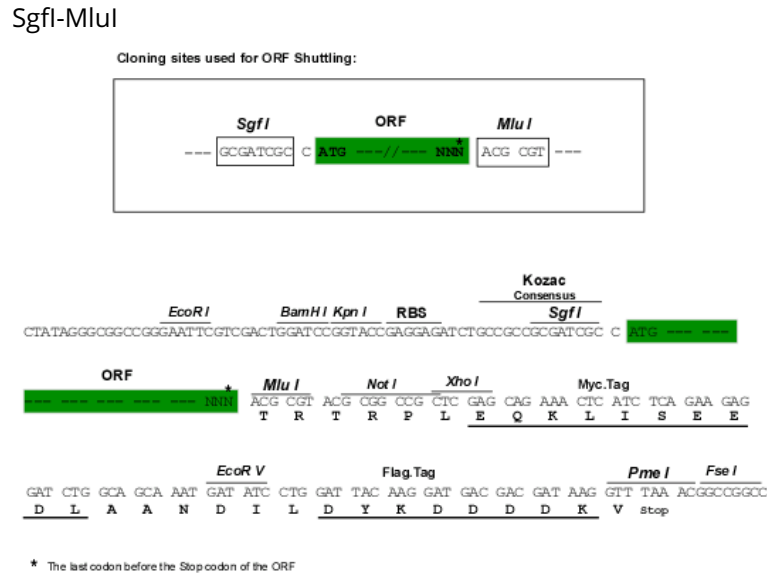 SgfI-MluI
Cloning sites used for ORF Shuttling:
Sgf I ORF Mlu I
*
--- GCGATCGC C ATG ---//--- NNN ACG CGT ---
Kozac
Consensus
EcoR I BamH I Kpn I RBS Sgf I
CTATAGGGCGGCCGGGAATTCGTCGACTGGATCCGGTACCGAGGAGATCTGCCGCCGCGATCGC C ATG --- ---
ORF
* Mlu I Not I Xho I Myc.Tag
--- --- --- --- --- --- NNN ACG CGT ACG CGG CCG CTC GAG CAG AAA CTC ATC TCA GAA GAG
T R T R P L E Q K L I S E E
EcoR V Flag.Tag Pme I Fse I
GAT CTG GCA GCA AAT GAT ATC CTG GAT TAC AAG GAT GAC GAC GAT AAG GTT TAA ACGGCCGGCC
D L A A N D I L D Y K D D D D K V Stop
* The last codon before the Stop codon of the ORF